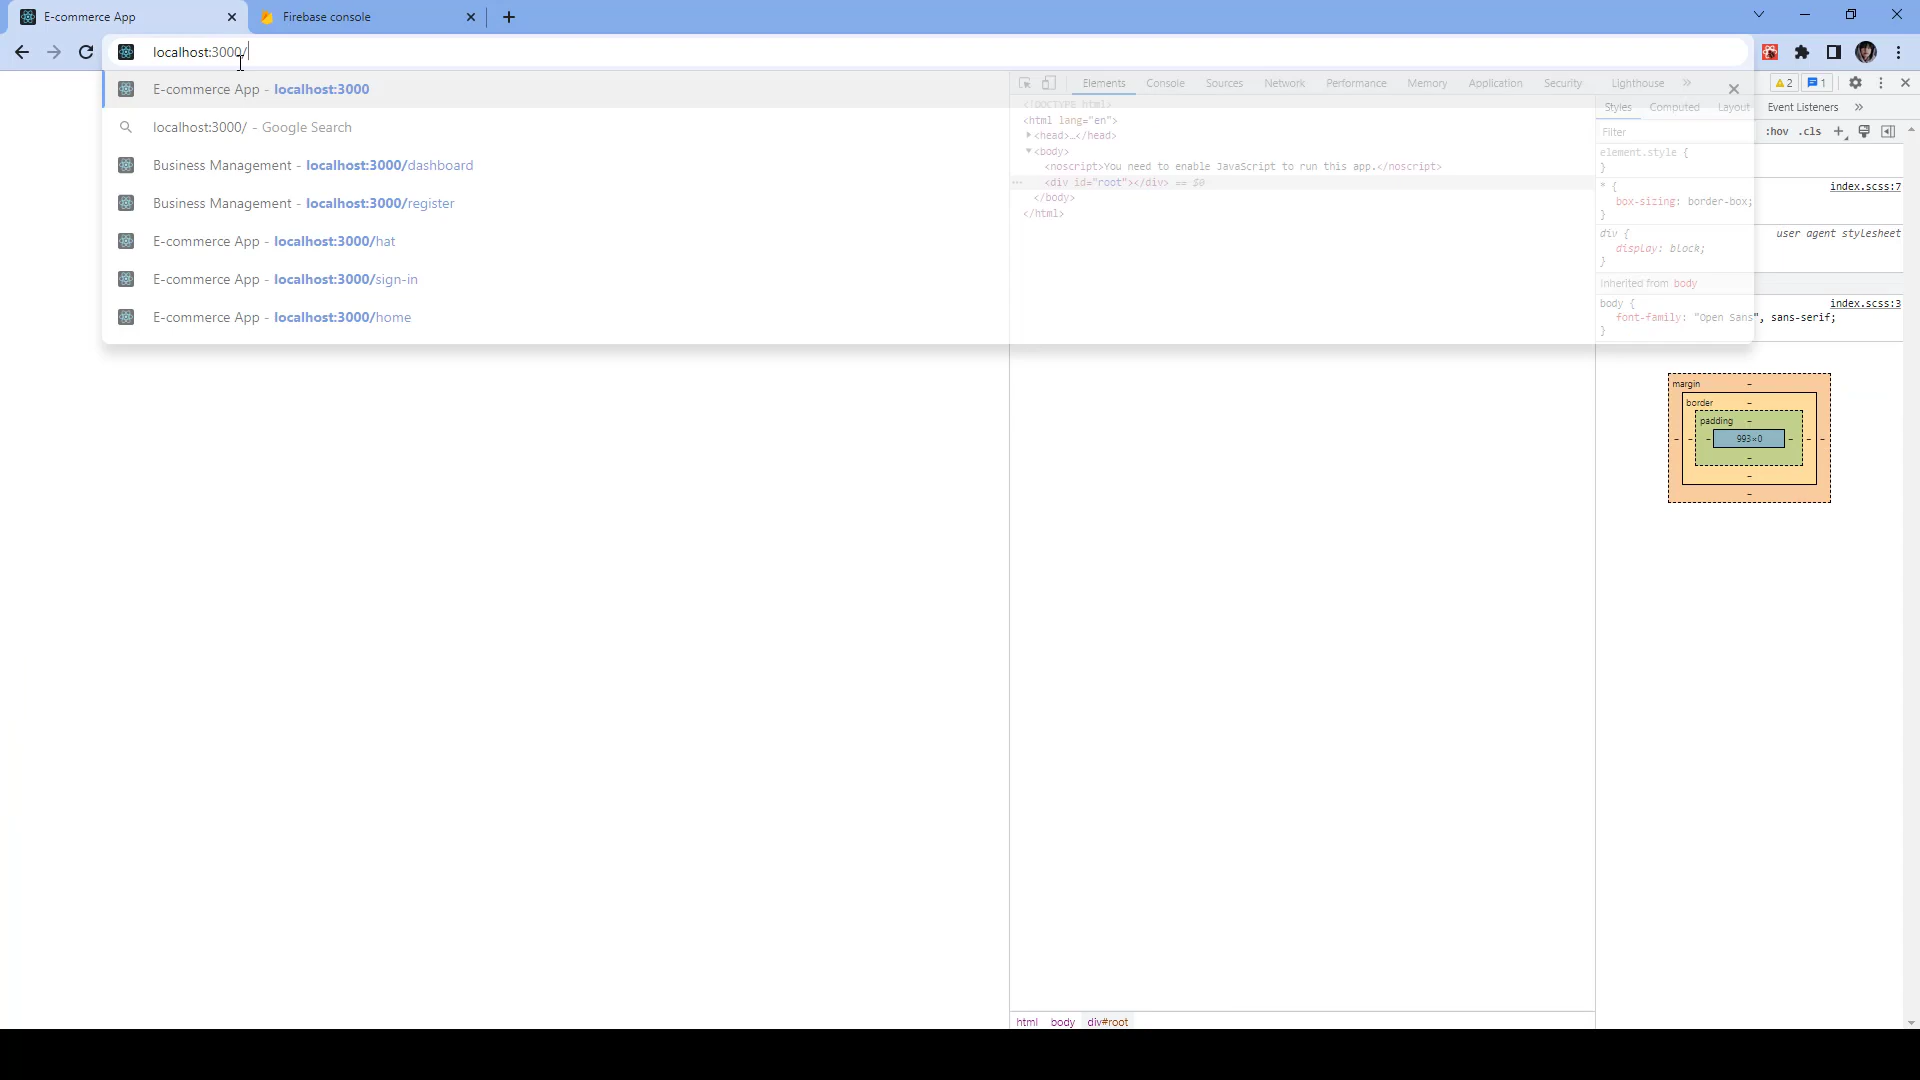 E-commerce App
Firebase console
localhost:3000/
E-commerce App - localhost:3000
localhost:3000/ - Google Search
Business Management - localhost:3000/dashboard
Business Management - localhost:3000/register
E-commerce App - localhost:3000/hat
E-commerce App - localhost:3000/sign-in
E-commerce App - localhost:3000/home
Elements Console Sources Network Performance Memory Application Security Lighthouse » 2 1
<!DOCTYPE html>
<html lang="en">
<head>…</head>
<body>
<noscript>You need to enable JavaScript to run this app.</noscript>
<div id="root"></div> == $0
</body>
</html>
Styles Computed Layout Event Listeners »
Filter :hov .cls +
element.style {
}
* { index.scss:7
box-sizing: border-box;
}
div { user agent stylesheet
display: block;
}
Inherited from body
body { index.scss:3
font-family: "Open Sans", sans-serif;
}
margin -
border -
padding -
- - - 993×0 - - -
-
-
-
html body div#root